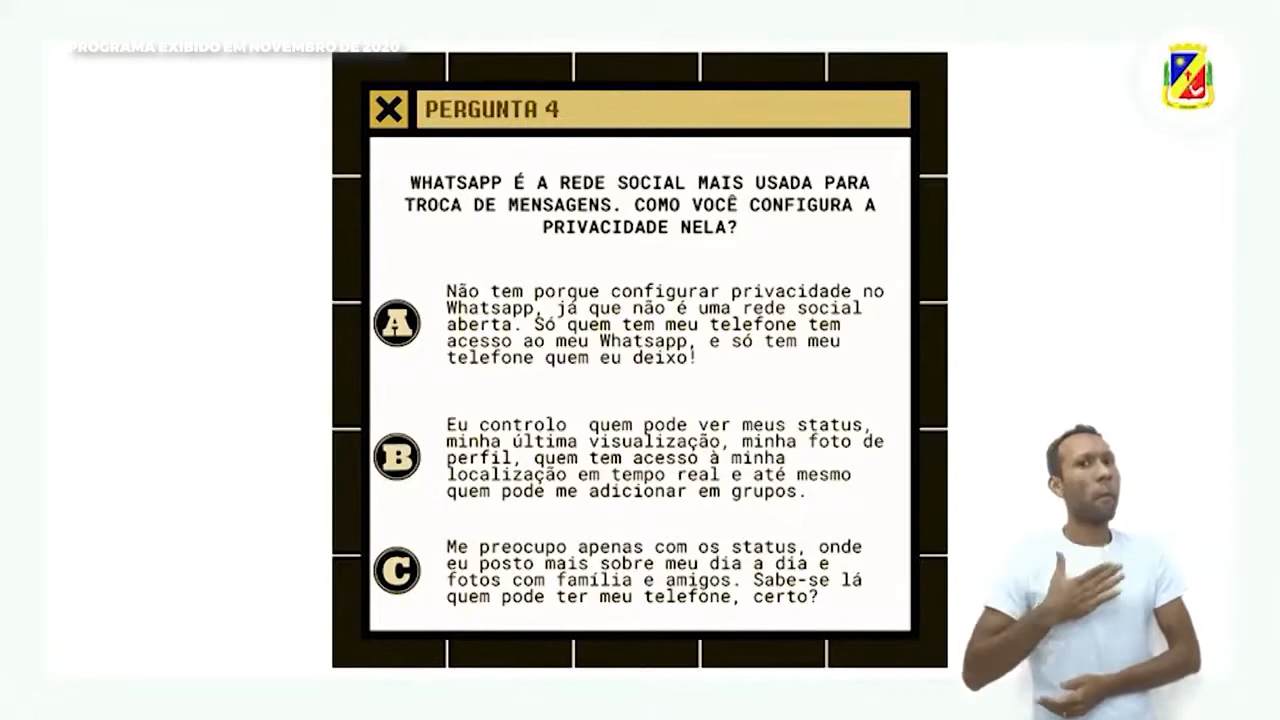 PROGRAMA EXIBIDO EM NOVEMBRO DE 2020
PERGUNTA 4
WHATSAPP É A REDE SOCIAL MAIS USADA PARA
TROCA DE MENSAGENS. COMO VOCÊ CONFIGURA A
PRIVACIDADE NELA?
A
Não tem porque configurar privacidade no
Whatsapp, já que não é uma rede social
aberta. Só quem tem meu telefone tem
acesso ao meu Whatsapp, e só tem meu
telefone quem eu deixo!
B
Eu controlo quem pode ver meus status,
minha última visualização, minha foto de
perfil, quem tem acesso à minha
localização em tempo real e até mesmo
quem pode me adicionar em grupos.
C
Me preocupo apenas com os status, onde
eu posto mais sobre meu dia a dia e
fotos com família e amigos. Sabe-se lá
quem pode ter meu telefone, certo?